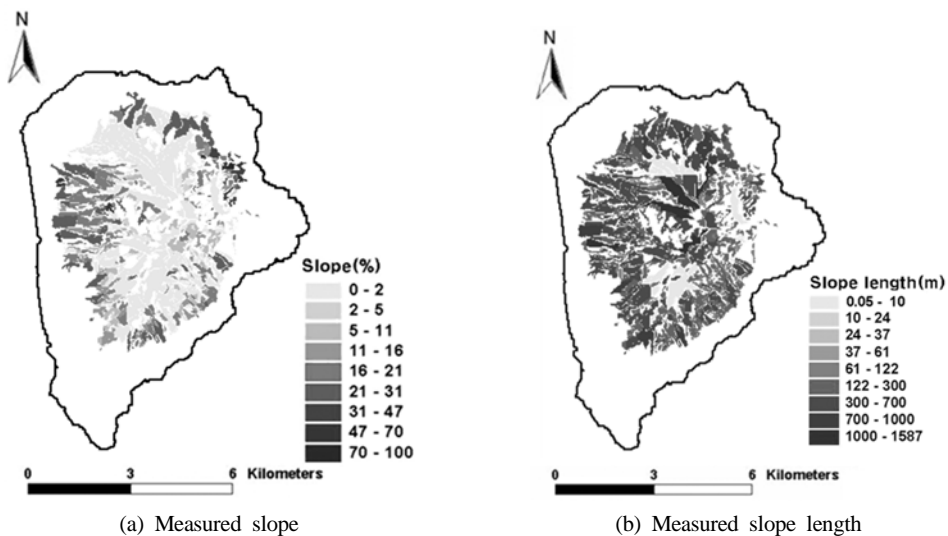 N
Slope(%)
0 - 2
2 - 5
5 - 11
11 - 16
16 - 21
21 - 31
31 - 47
47 - 70
70 - 100
0 3 6 Kilometers
(a) Measured slope
N
Slope length(m)
0.05 - 10
10 - 24
24 - 37
37 - 61
61 - 122
122 - 300
300 - 700
700 - 1000
1000 - 1587
0 3 6 Kilometers
(b) Measured slope length